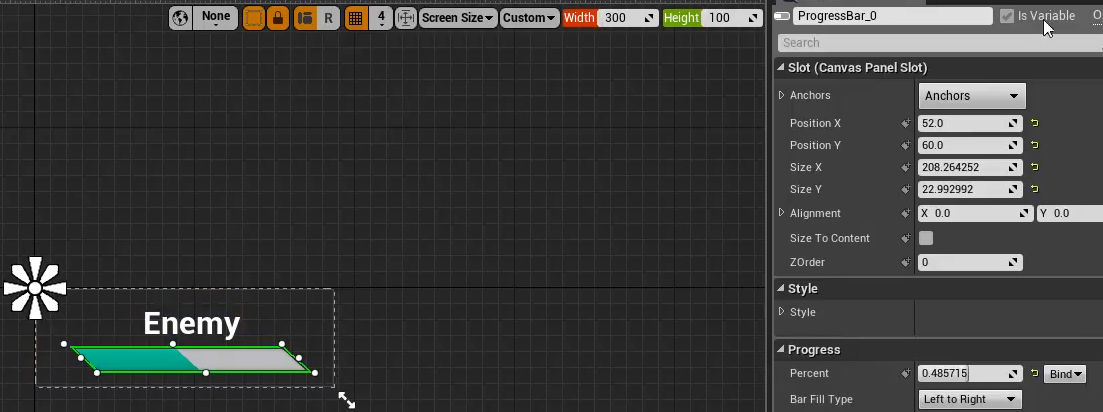 None R 4 Screen Size Custom Width 300 Height 100
ProgressBar_0 Is Variable O
Search
Slot (Canvas Panel Slot)
Anchors Anchors
Position X 52.0
Position Y 60.0
Size X 208.264252
Size Y 22.992992
Alignment X 0.0 Y 0.0
Size To Content
ZOrder 0
Style
Style
Progress
Percent 0.485715 Bind
Bar Fill Type Left to Right
Enemy